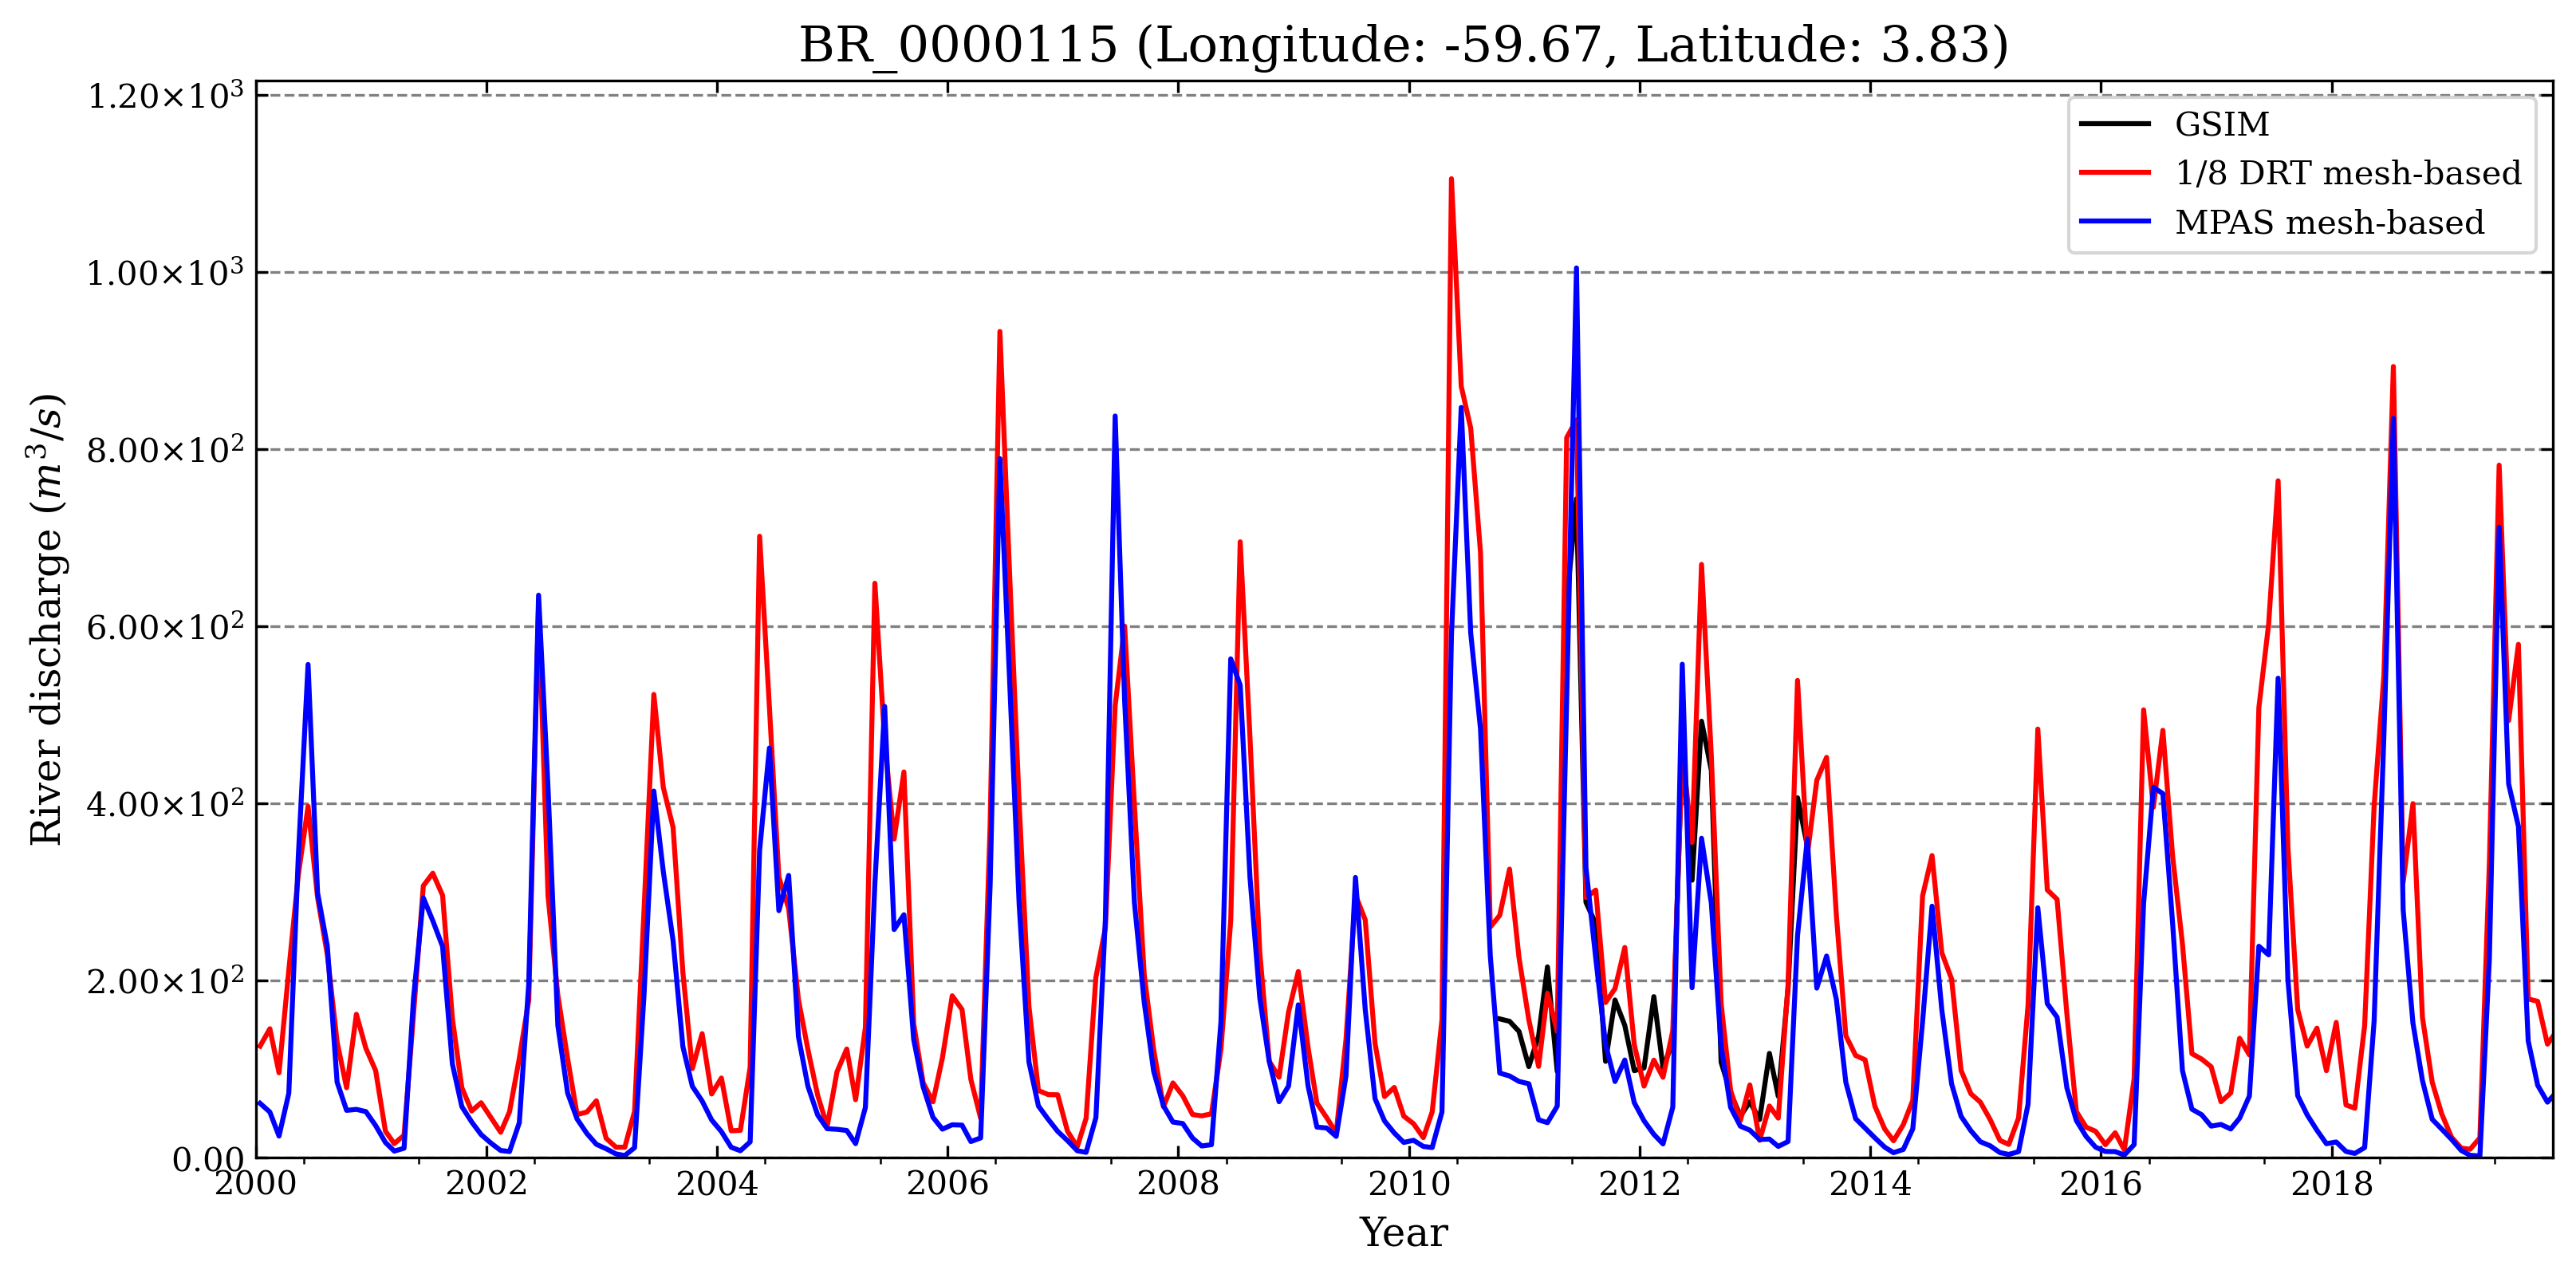 BR_0000115 (Longitude: -59.67, Latitude: 3.83)
1.20×10³
1.00×10³
8.00×10²
6.00×10²
4.00×10²
2.00×10²
0.00
River discharge (m³/s)
GSIM
1/8 DRT mesh-based
MPAS mesh-based
2000 2002 2004 2006 2008 2010 2012 2014 2016 2018
Year